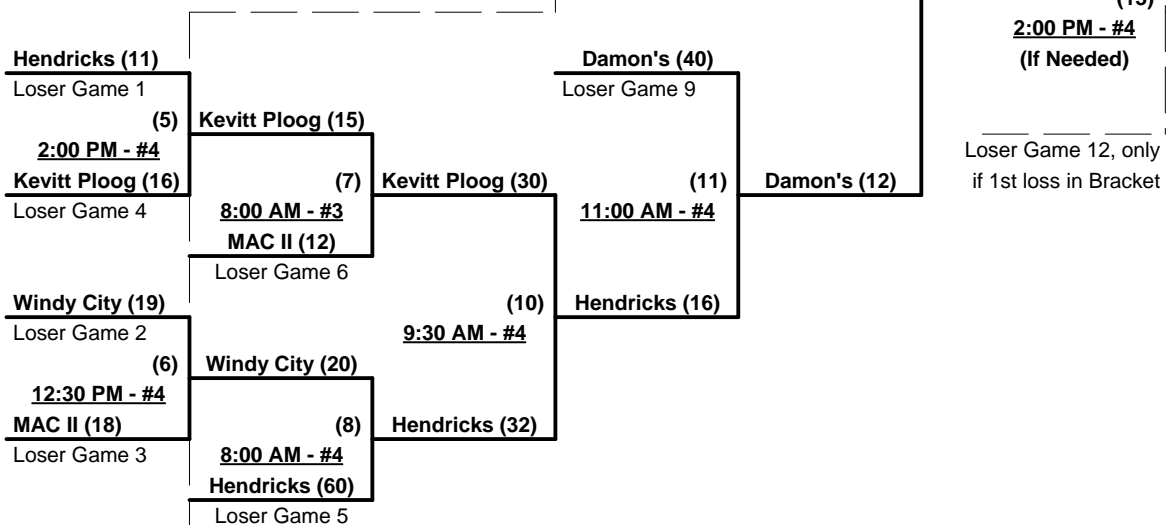 (13)
2:00 PM - #4
(If Needed)
Hendricks (11)
Damon's (40)
Loser Game 1
Loser Game 9
(5)
Kevitt Ploog (15)
2:00 PM - #4
Loser Game 12, only
if 1st loss in Bracket
Kevitt Ploog (16)
(7)
Kevitt Ploog (30)
(11)
Damon's (12)
Loser Game 4
8:00 AM - #3
11:00 AM - #4
MAC II (12)
Loser Game 6
Windy City (19)
(10)
Hendricks (16)
Loser Game 2
9:30 AM - #4
(6)
Windy City (20)
12:30 PM - #4
MAC II (18)
(8)
Hendricks (32)
Loser Game 3
8:00 AM - #4
Hendricks (60)
Loser Game 5